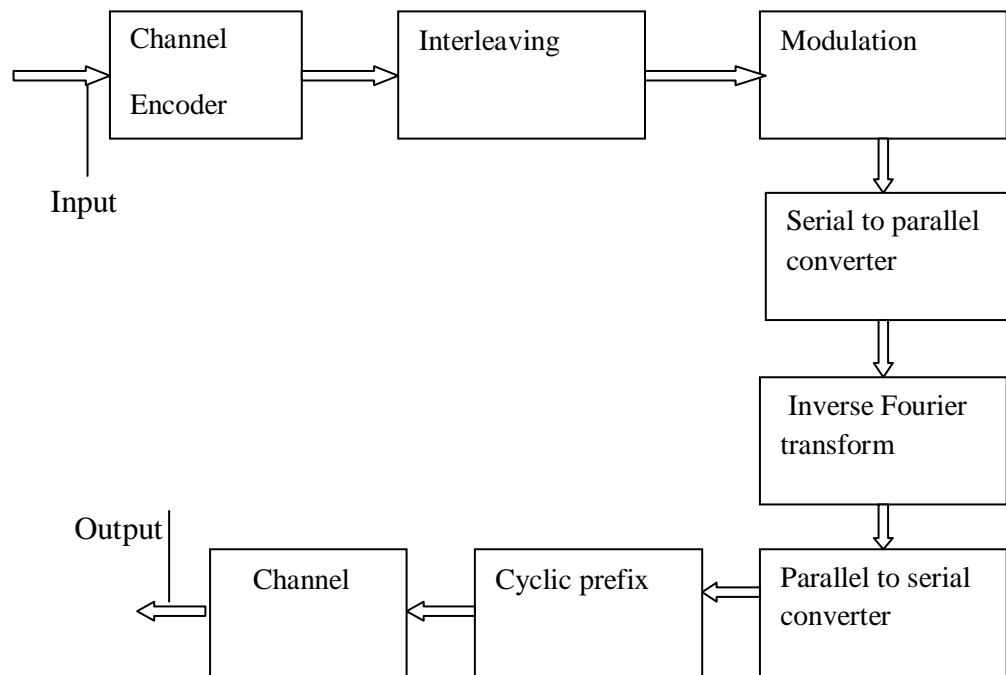 Channel
Encoder
Interleaving
Modulation
Input
Serial to parallel
converter
Inverse Fourier
transform
Output
Channel
Cyclic prefix
Parallel to serial
converter